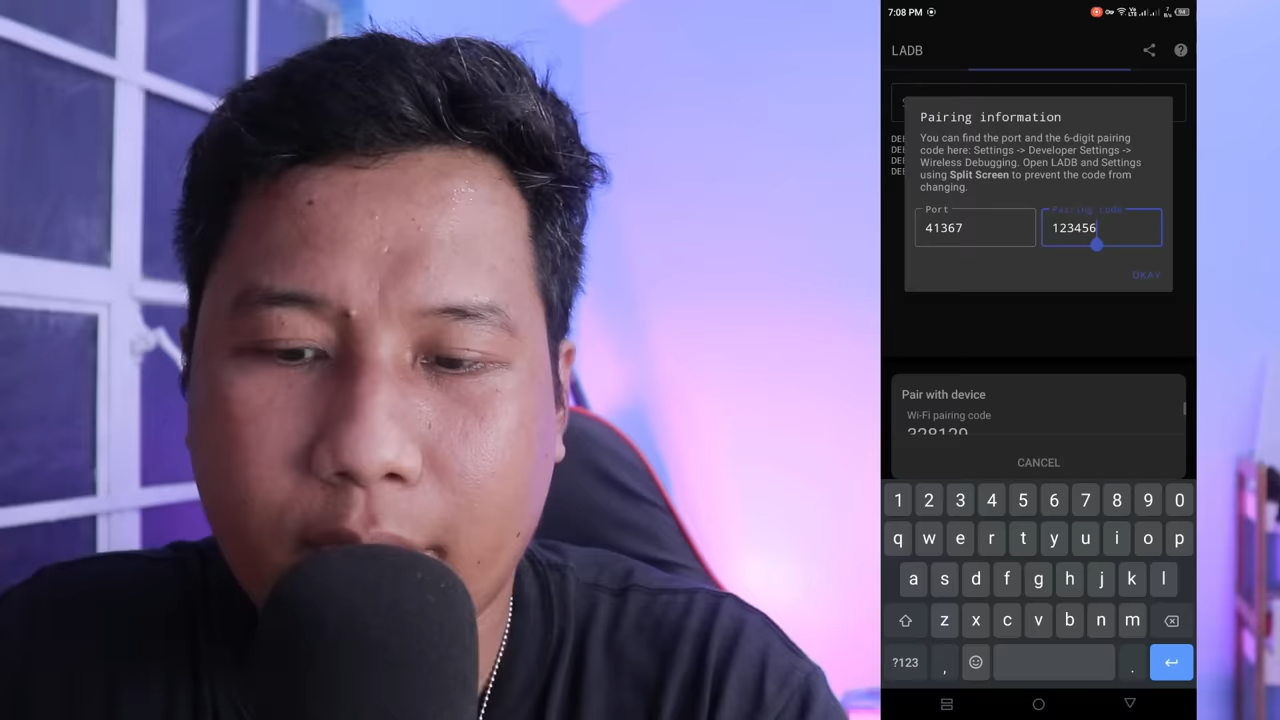 7:08 PM
94
LADB
Pairing information
You can find the port and the 6-digit pairing
code here: Settings -> Developer Settings ->
Wireless Debugging. Open LADB and Settings
using Split Screen to prevent the code from
changing.
Port
Pairing code
41367
123456
OKAY
Pair with device
Wi-Fi pairing code
328129
CANCEL
1 2 3 4 5 6 7 8 9 0
q w e r t y u i o p
a s d f g h j k l
z x c v b n m
?123 , .